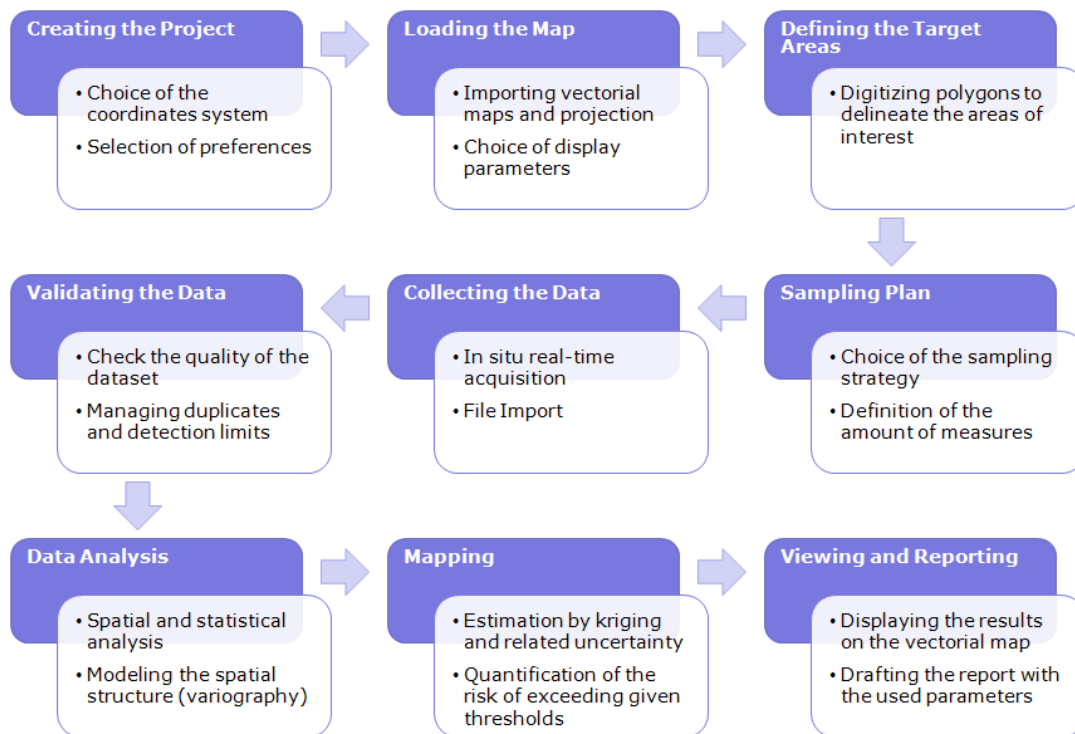 Creating the Project
• Choice of the
coordinates system
• Selection of preferences
Loading the Map
• Importing vectorial
maps and projection
• Choice of display
parameters
Defining the Target
Areas
• Digitizing polygons to
delineate the areas of
interest
Sampling Plan
• Choice of the sampling
strategy
• Definition of the
amount of measures
Collecting the Data
• In situ real-time
acquisition
• File Import
Validating the Data
• Check the quality of the
dataset
• Managing duplicates
and detection limits
Data Analysis
• Spatial and statistical
analysis
• Modeling the spatial
structure (variography)
Mapping
• Estimation by kriging
and related uncertainty
• Quantification of the
risk of exceeding given
thresholds
Viewing and Reporting
• Displaying the results
on the vectorial map
• Drafting the report with
the used parameters